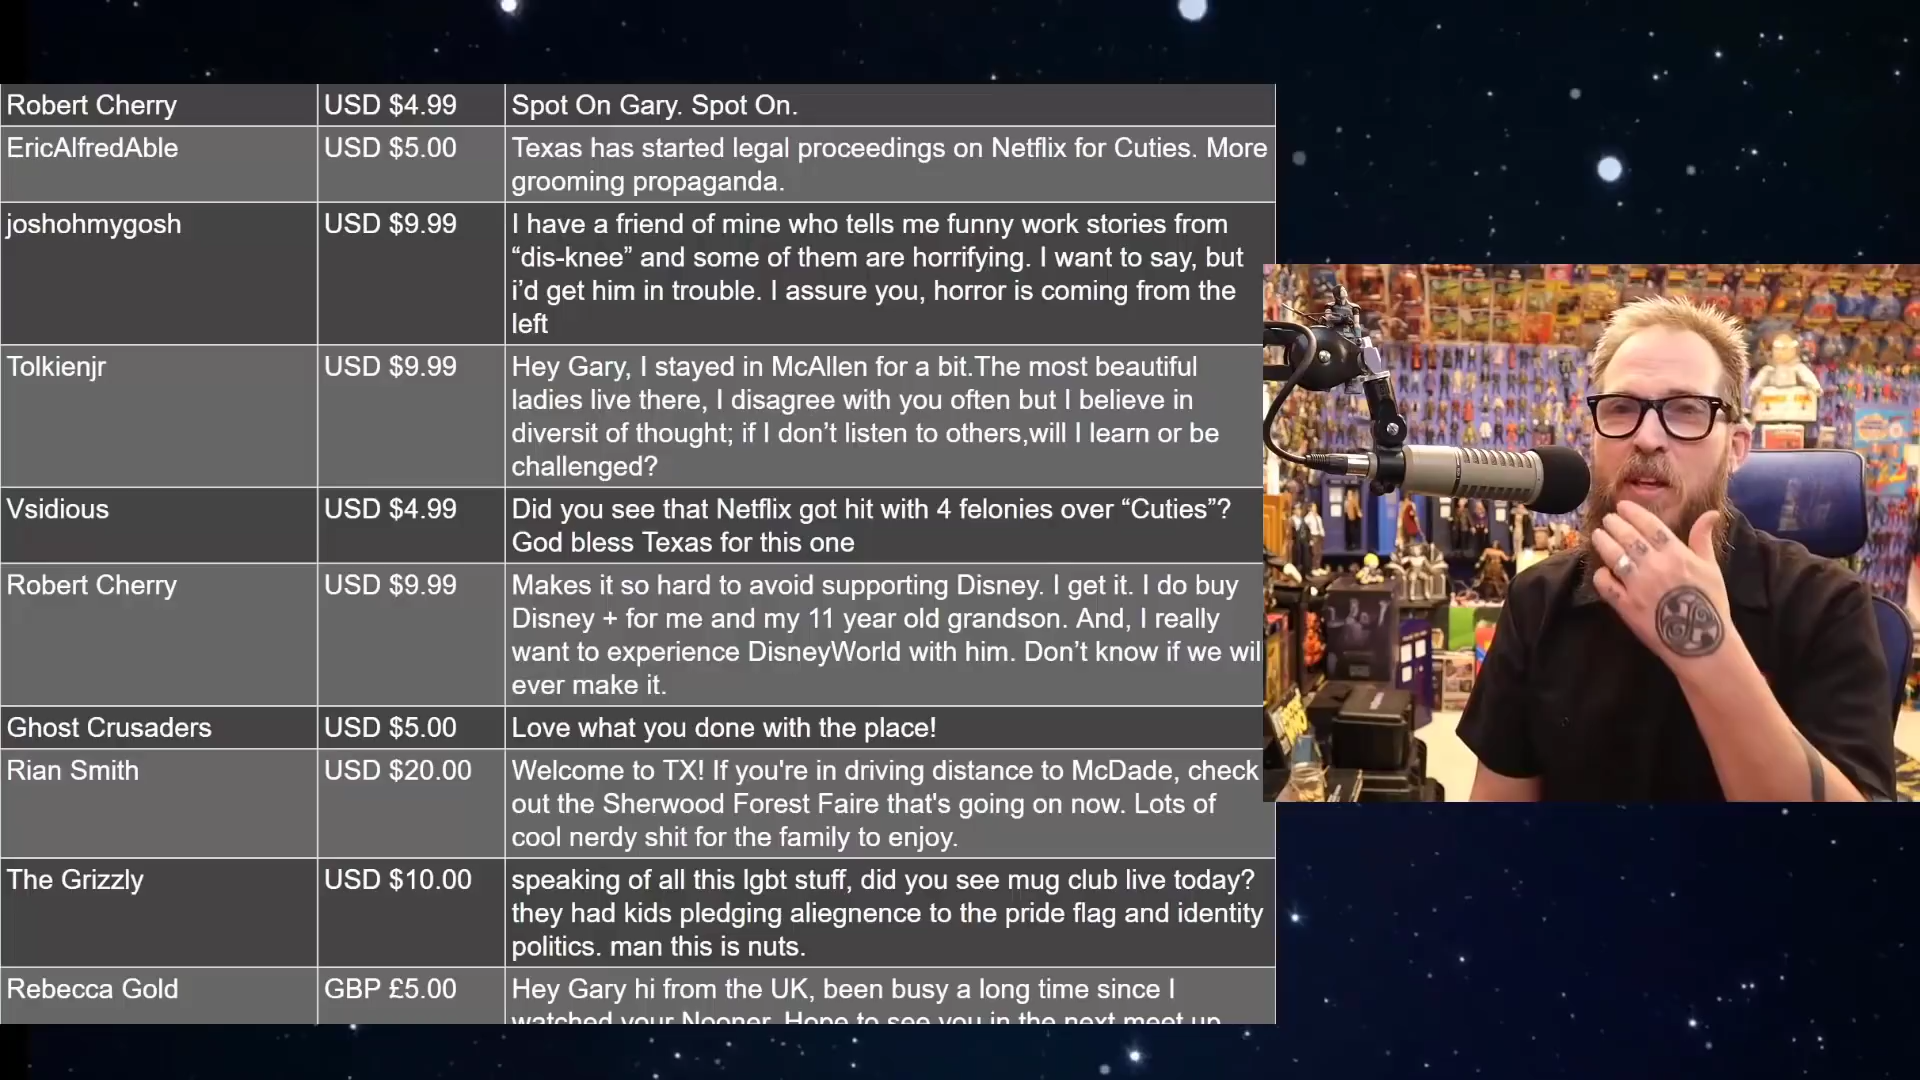 Robert Cherry USD $4.99 Spot On Gary. Spot On.
EricAlfredAble USD $5.00 Texas has started legal proceedings on Netflix for Cuties. More
grooming propaganda.
joshohmygosh USD $9.99 I have a friend of mine who tells me funny work stories from
“dis-knee” and some of them are horrifying. I want to say, but
i’d get him in trouble. I assure you, horror is coming from the
left
Tolkienjr USD $9.99 Hey Gary, I stayed in McAllen for a bit.The most beautiful
ladies live there, I disagree with you often but I believe in
diversit of thought; if I don’t listen to others,will I learn or be
challenged?
Vsidious USD $4.99 Did you see that Netflix got hit with 4 felonies over “Cuties”?
God bless Texas for this one
Robert Cherry USD $9.99 Makes it so hard to avoid supporting Disney. I get it. I do buy
Disney + for me and my 11 year old grandson. And, I really
want to experience DisneyWorld with him. Don’t know if we wil
ever make it.
Ghost Crusaders USD $5.00 Love what you done with the place!
Rian Smith USD $20.00 Welcome to TX! If you're in driving distance to McDade, check
out the Sherwood Forest Faire that's going on now. Lots of
cool nerdy shit for the family to enjoy.
The Grizzly USD $10.00 speaking of all this lgbt stuff, did you see mug club live today?
they had kids pledging aliegnence to the pride flag and identity
politics. man this is nuts.
Rebecca Gold GBP £5.00 Hey Gary hi from the UK, been busy a long time since I
watched your Nooner. Hope to see you in the next meet up